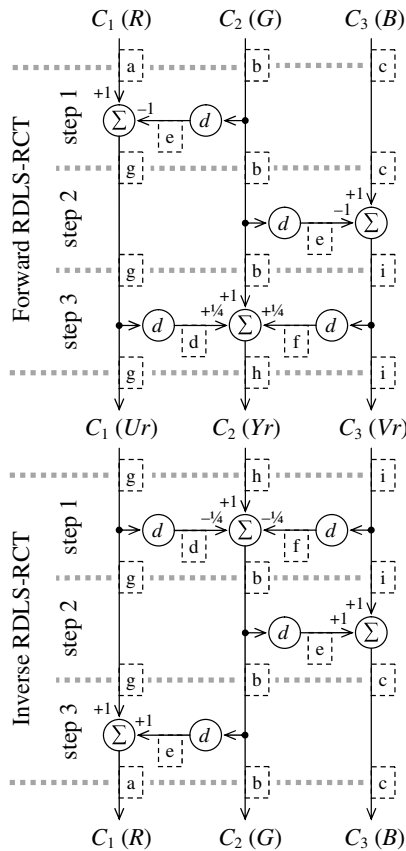 C1 (R) C2 (G) C3 (B)
a b c
Forward RDLS-RCT
step 1
+1 Σ −1 d
e
g b c
step 2
+1
d −1 Σ
e
g b i
step 3
+1
d +¼ Σ +¼ d
d f
g h i
C1 (Ur) C2 (Yr) C3 (Vr)
g h i
Inverse RDLS-RCT
step 1
+1
d −¼ Σ −¼ d
d f
g b i
step 2
+1
d +1 Σ
e
g b c
step 3
+1 Σ +1 d
e
a b c
C1 (R) C2 (G) C3 (B)